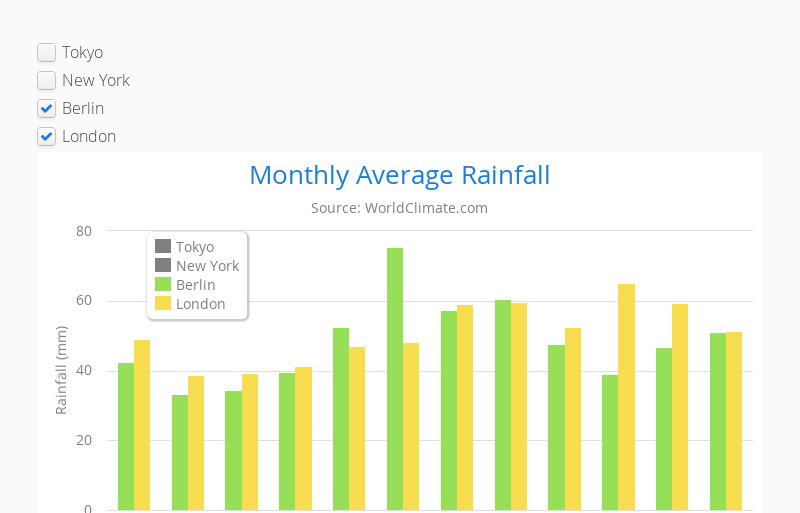 Tokyo
New York
Berlin
London
Monthly Average Rainfall
Source: WorldClimate.com
80
60
40
20
0
Rainfall (mm)
Tokyo
New York
Berlin
London